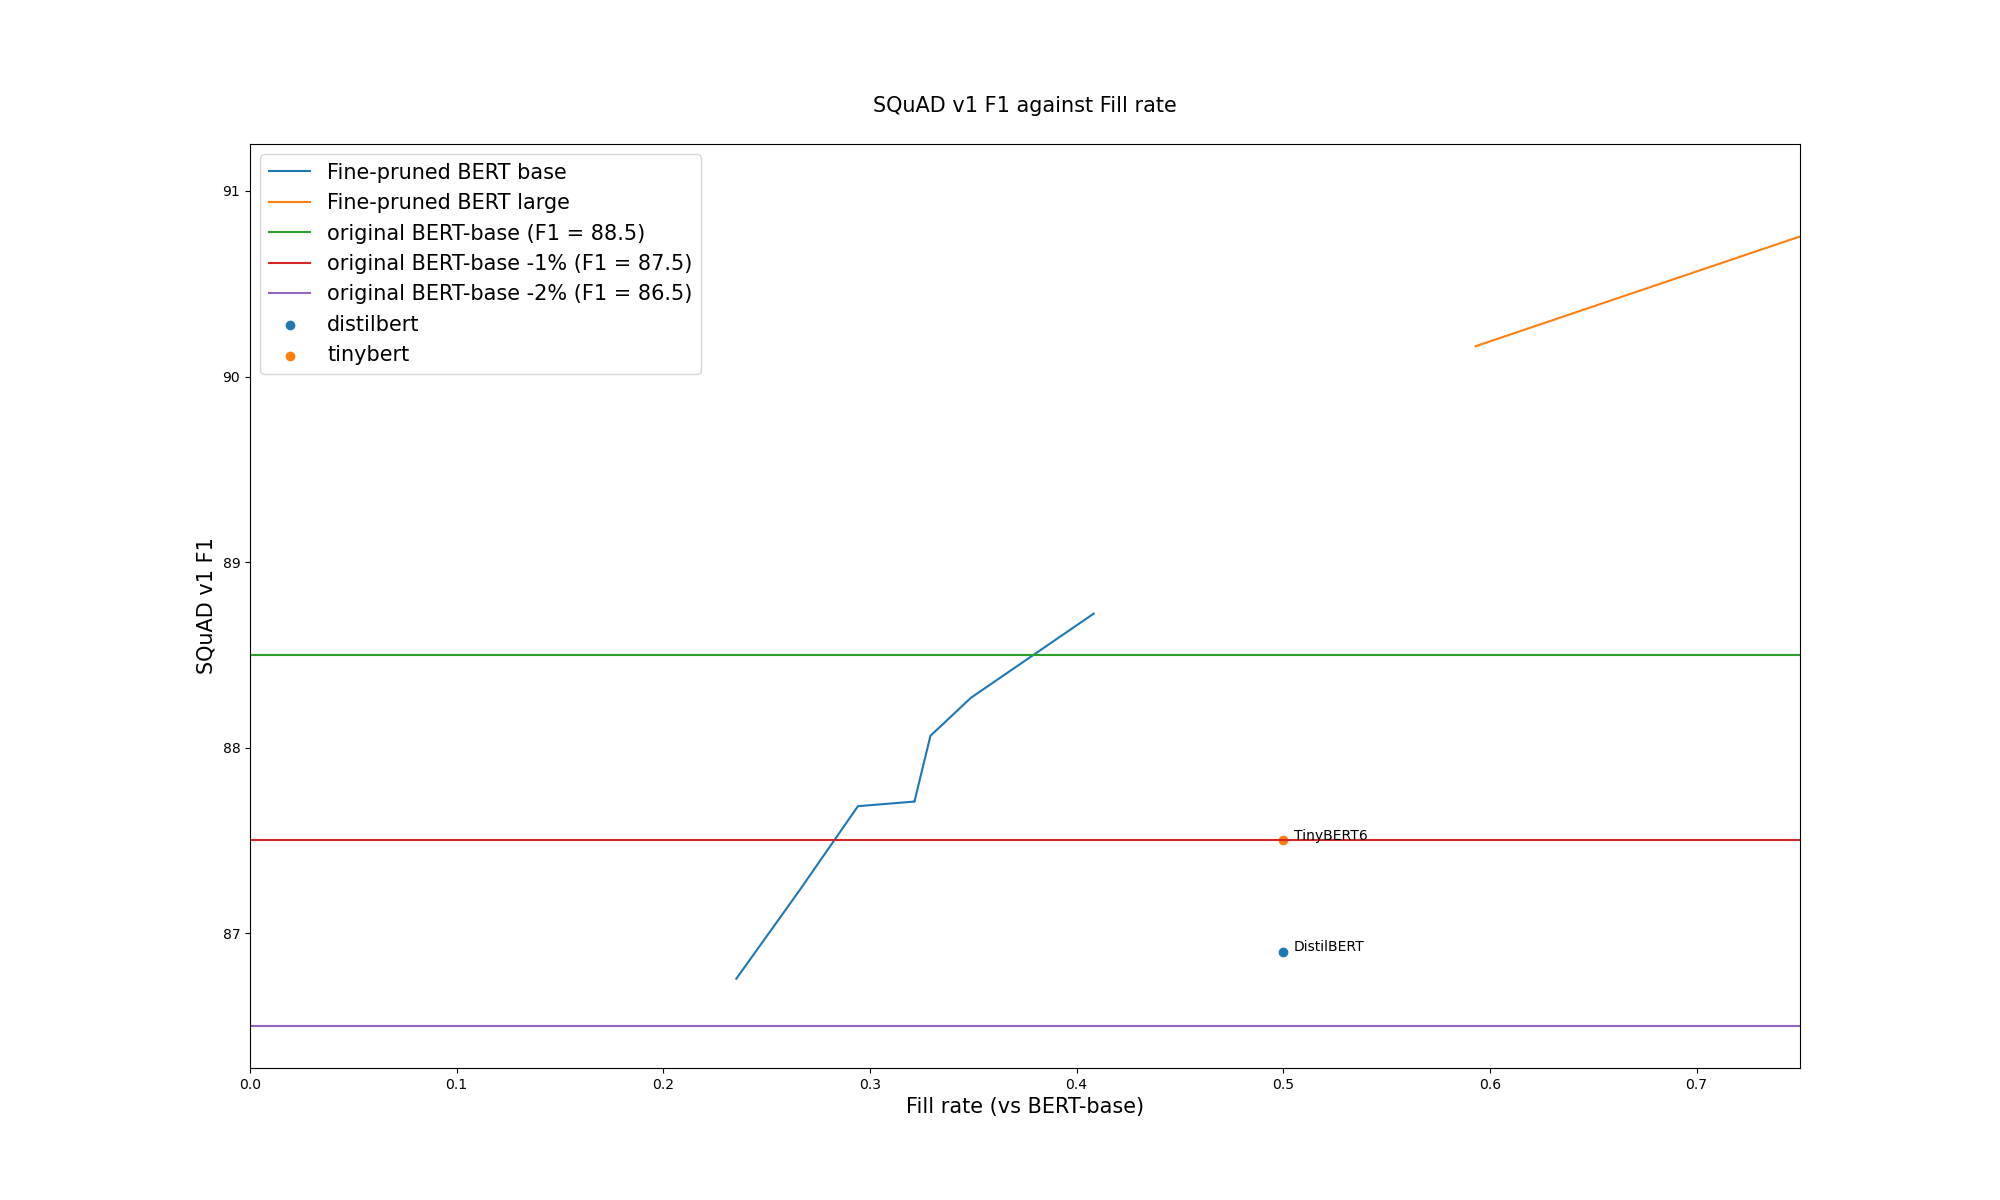 SQuAD v1 F1 against Fill rate
Fine-pruned BERT base
Fine-pruned BERT large
original BERT-base (F1 = 88.5)
original BERT-base -1% (F1 = 87.5)
original BERT-base -2% (F1 = 86.5)
distilbert
tinybert
91
90
89
88
87
SQuAD v1 F1
TinyBERT6
DistilBERT
0.0 0.1 0.2 0.3 0.4 0.5 0.6 0.7
Fill rate (vs BERT-base)